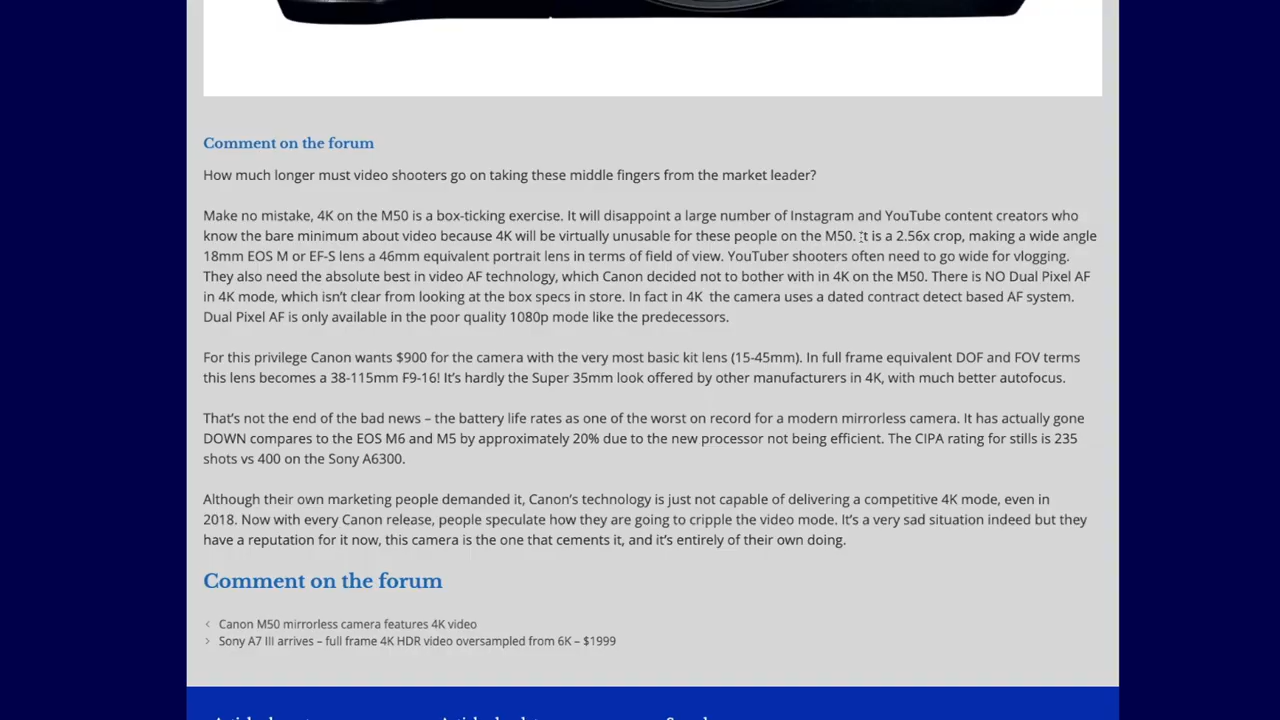 Comment on the forum
How much longer must video shooters go on taking these middle fingers from the market leader?
Make no mistake, 4K on the M50 is a box-ticking exercise. It will disappoint a large number of Instagram and YouTube content creators who
know the bare minimum about video because 4K will be virtually unusable for these people on the M50. It is a 2.56x crop, making a wide angle
18mm EOS M or EF-S lens a 46mm equivalent portrait lens in terms of field of view. YouTuber shooters often need to go wide for vlogging.
They also need the absolute best in video AF technology, which Canon decided not to bother with in 4K on the M50. There is NO Dual Pixel AF
in 4K mode, which isn't clear from looking at the box specs in store. In fact in 4K the camera uses a dated contract detect based AF system.
Dual Pixel AF is only available in the poor quality 1080p mode like the predecessors.
For this privilege Canon wants $900 for the camera with the very most basic kit lens (15-45mm). In full frame equivalent DOF and FOV terms
this lens becomes a 38-115mm F9-16! It's hardly the Super 35mm look offered by other manufacturers in 4K, with much better autofocus.
That's not the end of the bad news – the battery life rates as one of the worst on record for a modern mirrorless camera. It has actually gone
DOWN compares to the EOS M6 and M5 by approximately 20% due to the new processor not being efficient. The CIPA rating for stills is 235
shots vs 400 on the Sony A6300.
Although their own marketing people demanded it, Canon's technology is just not capable of delivering a competitive 4K mode, even in
2018. Now with every Canon release, people speculate how they are going to cripple the video mode. It's a very sad situation indeed but they
have a reputation for it now, this camera is the one that cements it, and it's entirely of their own doing.
Comment on the forum
‹ Canon M50 mirrorless camera features 4K video
› Sony A7 III arrives – full frame 4K HDR video oversampled from 6K – $1999